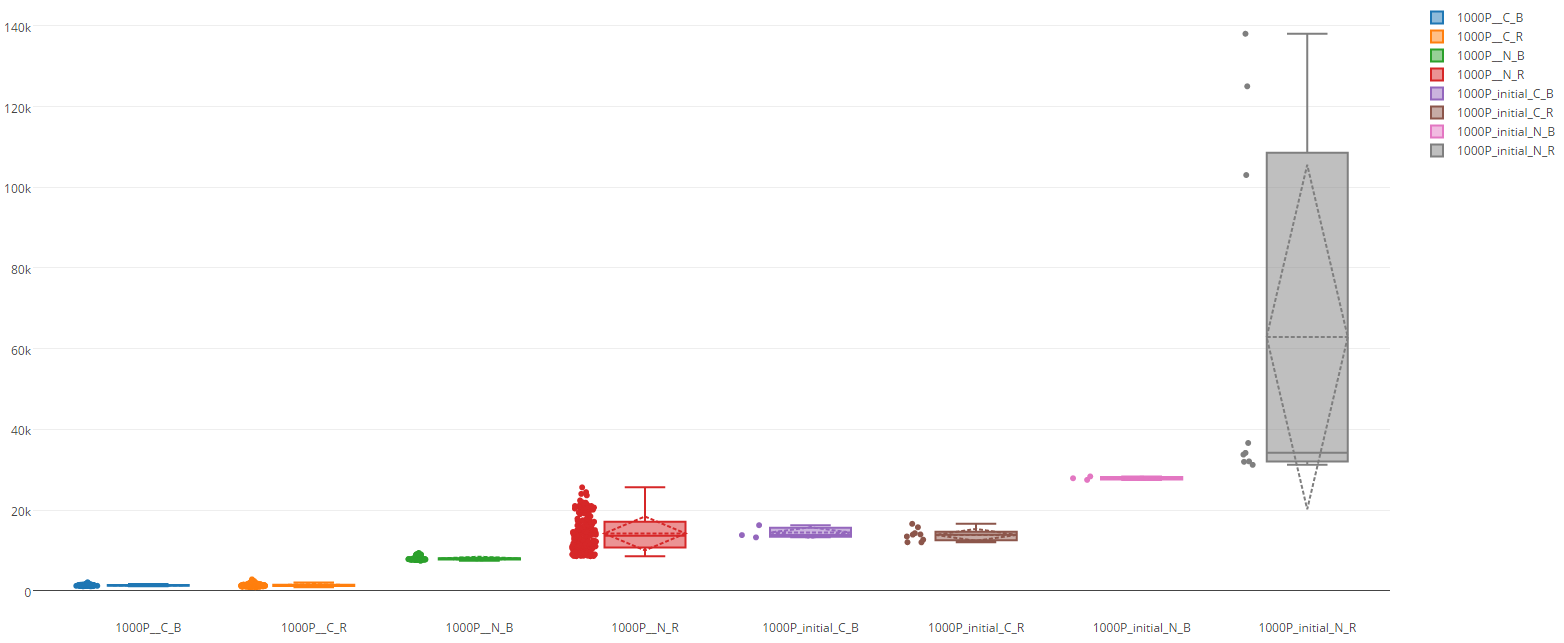 140k
120k
100k
80k
60k
40k
20k
0
1000P__C_B
1000P__C_R
1000P__N_B
1000P__N_R
1000P_initial_C_B
1000P_initial_C_R
1000P_initial_N_B
1000P_initial_N_R
1000P__C_B
1000P__C_R
1000P__N_B
1000P__N_R
1000P_initial_C_B
1000P_initial_C_R
1000P_initial_N_B
1000P_initial_N_R